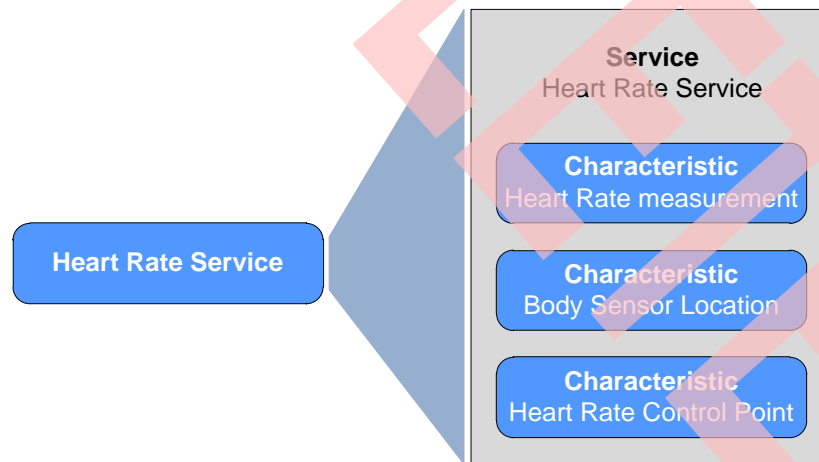 Service
Heart Rate Service
Characteristic
Heart Rate measurement
Heart Rate Service
Characteristic
Body Sensor Location
Characteristic
Heart Rate Control Point